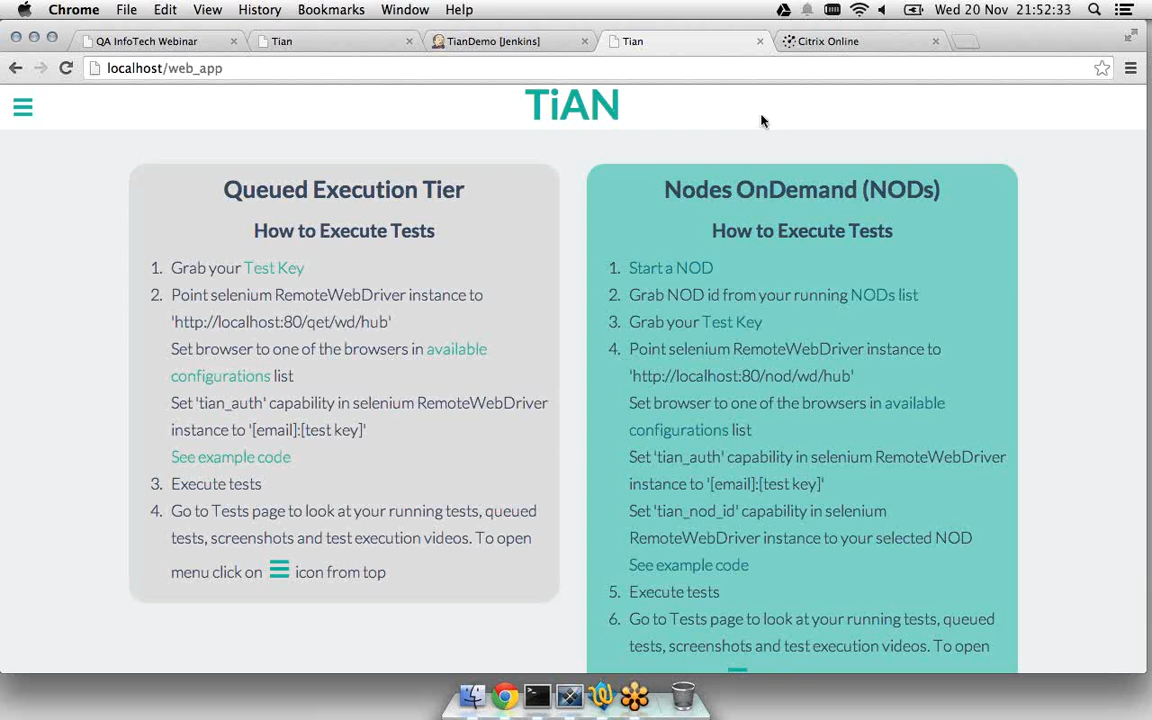 Chrome File Edit View History Bookmarks Window Help Wed 20 Nov 21:52:33
QA InfoTech Webinar Tian TianDemo [Jenkins] Tian Citrix Online
localhost/web_app
TiAN
Queued Execution Tier
How to Execute Tests
1. Grab your Test Key
2. Point selenium RemoteWebDriver instance to
'http://localhost:80/qet/wd/hub'
Set browser to one of the browsers in available
configurations list
Set 'tian_auth' capability in selenium RemoteWebDriver
instance to '[email]:[test key]'
See example code
3. Execute tests
4. Go to Tests page to look at your running tests, queued
tests, screenshots and test execution videos. To open
menu click on icon from top
Nodes OnDemand (NODs)
How to Execute Tests
1. Start a NOD
2. Grab NOD id from your running NODs list
3. Grab your Test Key
4. Point selenium RemoteWebDriver instance to
'http://localhost:80/nod/wd/hub'
Set browser to one of the browsers in available
configurations list
Set 'tian_auth' capability in selenium RemoteWebDriver
instance to '[email]:[test key]'
Set 'tian_nod_id' capability in selenium
RemoteWebDriver instance to your selected NOD
See example code
5. Execute tests
6. Go to Tests page to look at your running tests, queued
tests, screenshots and test execution videos. To open